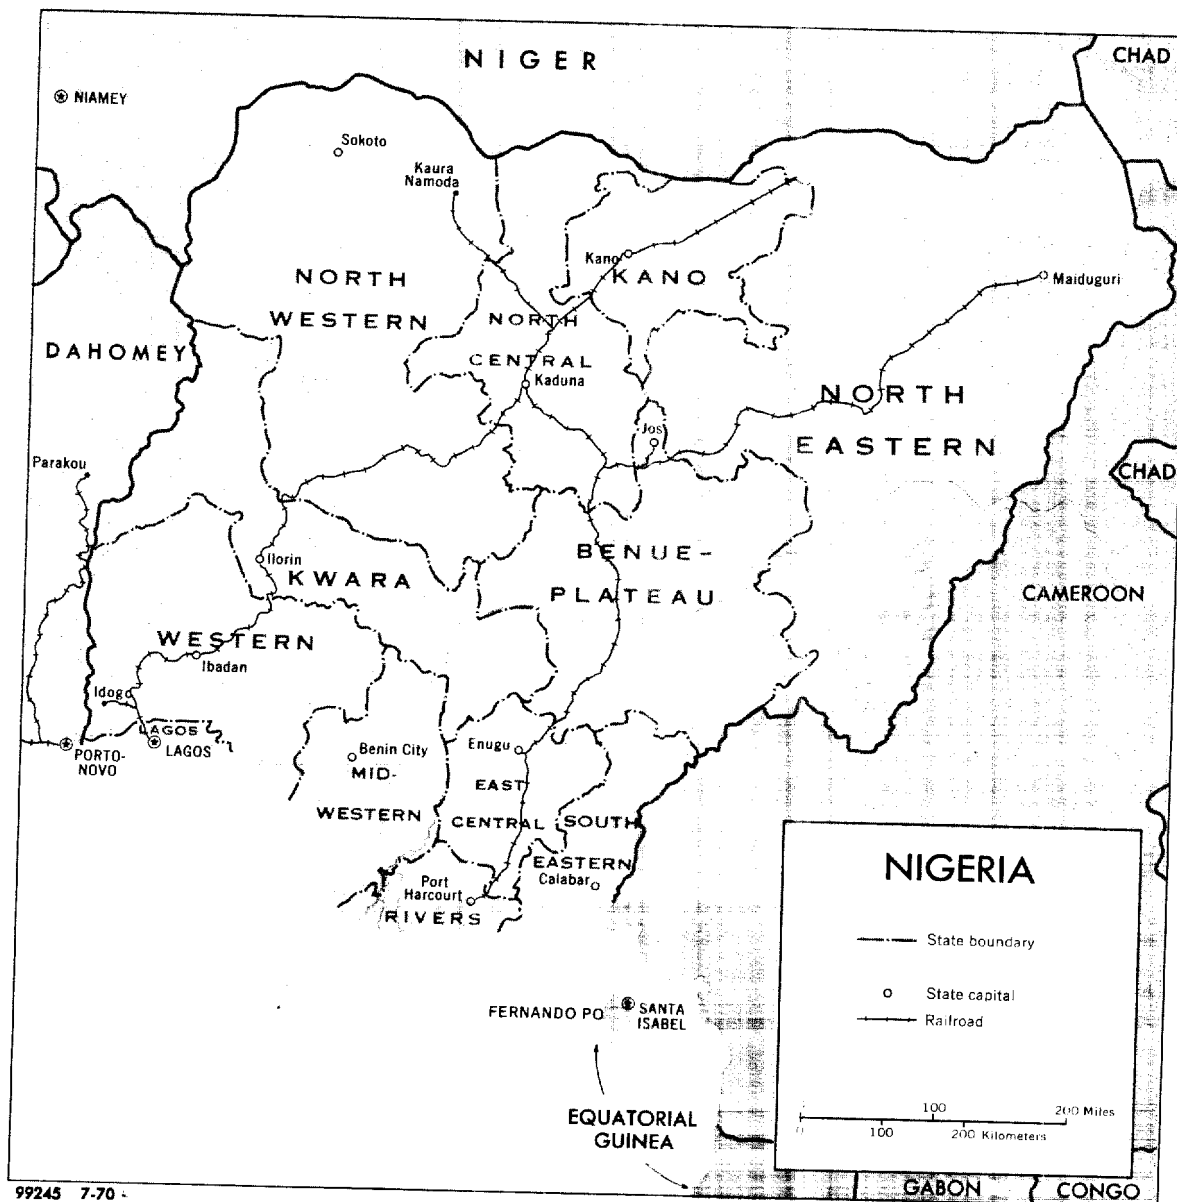 NIGER
CHAD
NIAMEY
Sokoto
Kaura
Namoda
Kano
KANO
Maiduguri
NORTH
WESTERN
NORTH
CENTRAL
Kaduna
DAHOMEY
NORTH
EASTERN
Jos
Parakou
CHAD
BENUE-
PLATEAU
Ilorin
KWARA
CAMEROON
WESTERN
Ibadan
Idogo
LAGOS
LAGOS
PORTO-
NOVO
Benin City
MID-
WESTERN
Enugu
EAST
CENTRAL
SOUTH
EASTERN
Calabar
Port
Harcourt
RIVERS
NIGERIA
State boundary
State capital
Railroad
100
200 Miles
0
100
200 Kilometers
FERNANDO PO
SANTA
ISABEL
EQUATORIAL
GUINEA
GABON
CONGO
99245 7-70